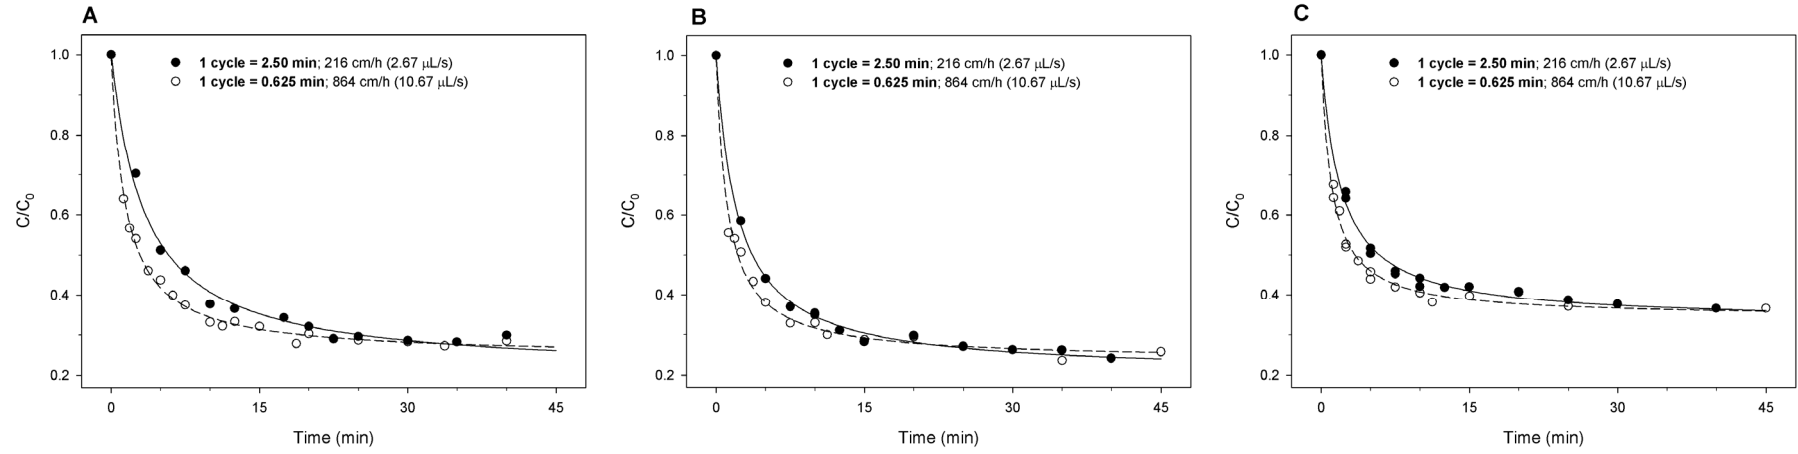 A
1.0
0.8
0.6
0.4
0.2
C/C0
1 cycle = 2.50 min; 216 cm/h (2.67 µL/s)
1 cycle = 0.625 min; 864 cm/h (10.67 µL/s)
0 15 30 45
Time (min)
B
1.0
0.8
0.6
0.4
0.2
C/C0
1 cycle = 2.50 min; 216 cm/h (2.67 µL/s)
1 cycle = 0.625 min; 864 cm/h (10.67 µL/s)
0 15 30 45
Time (min)
C
1.0
0.8
0.6
0.4
0.2
C/C0
1 cycle = 2.50 min; 216 cm/h (2.67 µL/s)
1 cycle = 0.625 min; 864 cm/h (10.67 µL/s)
0 15 30 45
Time (min)